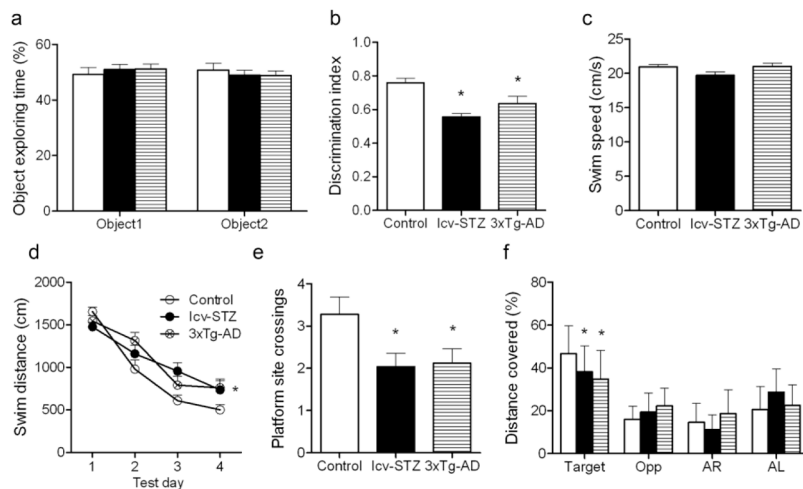 a
Object exploring time (%)
60
40
20
0
Object1 Object2
b
Discrimination index
1.0
0.8
0.6
0.4
0.2
0.0
* *
Control Icv-STZ 3xTg-AD
c
Swim speed (cm/s)
25
20
15
10
5
0
Control Icv-STZ 3xTg-AD
d
Swim distance (cm)
2000
1500
1000
500
0
Control
Icv-STZ
3xTg-AD
*
1 2 3 4
Test day
e
Platform site crossings
4
3
2
1
0
* *
Control Icv-STZ 3xTg-AD
f
Distance covered (%)
80
60
40
20
0
* *
Target Opp AR AL